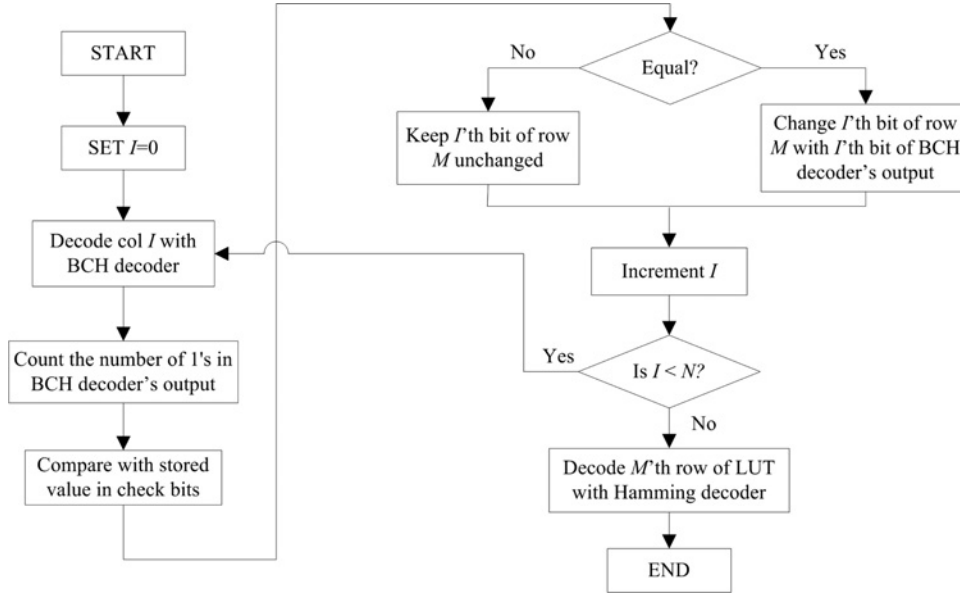 START
SET I=0
Decode col I with
BCH decoder
Count the number of 1's in
BCH decoder's output
Compare with stored
value in check bits
Equal?
No
Yes
Keep I'th bit of row
M unchanged
Change I'th bit of row
M with I'th bit of BCH
decoder's output
Increment I
Is I < N?
Yes
No
Decode M'th row of LUT
with Hamming decoder
END